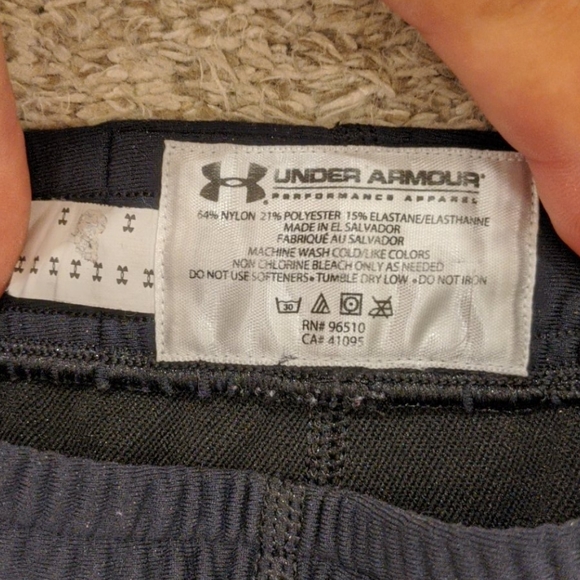 UNDER ARMOUR
PERFORMANCE APPAREL
64% NYLON 21% POLYESTER 15% ELASTANE/ELASTHANNE
MADE IN EL SALVADOR
FABRIQUÉ AU SALVADOR
MACHINE WASH COLD/LIKE COLORS
NON CHLORINE BLEACH ONLY AS NEEDED
DO NOT USE SOFTENERS • TUMBLE DRY LOW • DO NOT IRON
30
RN# 96510
CA# 41095